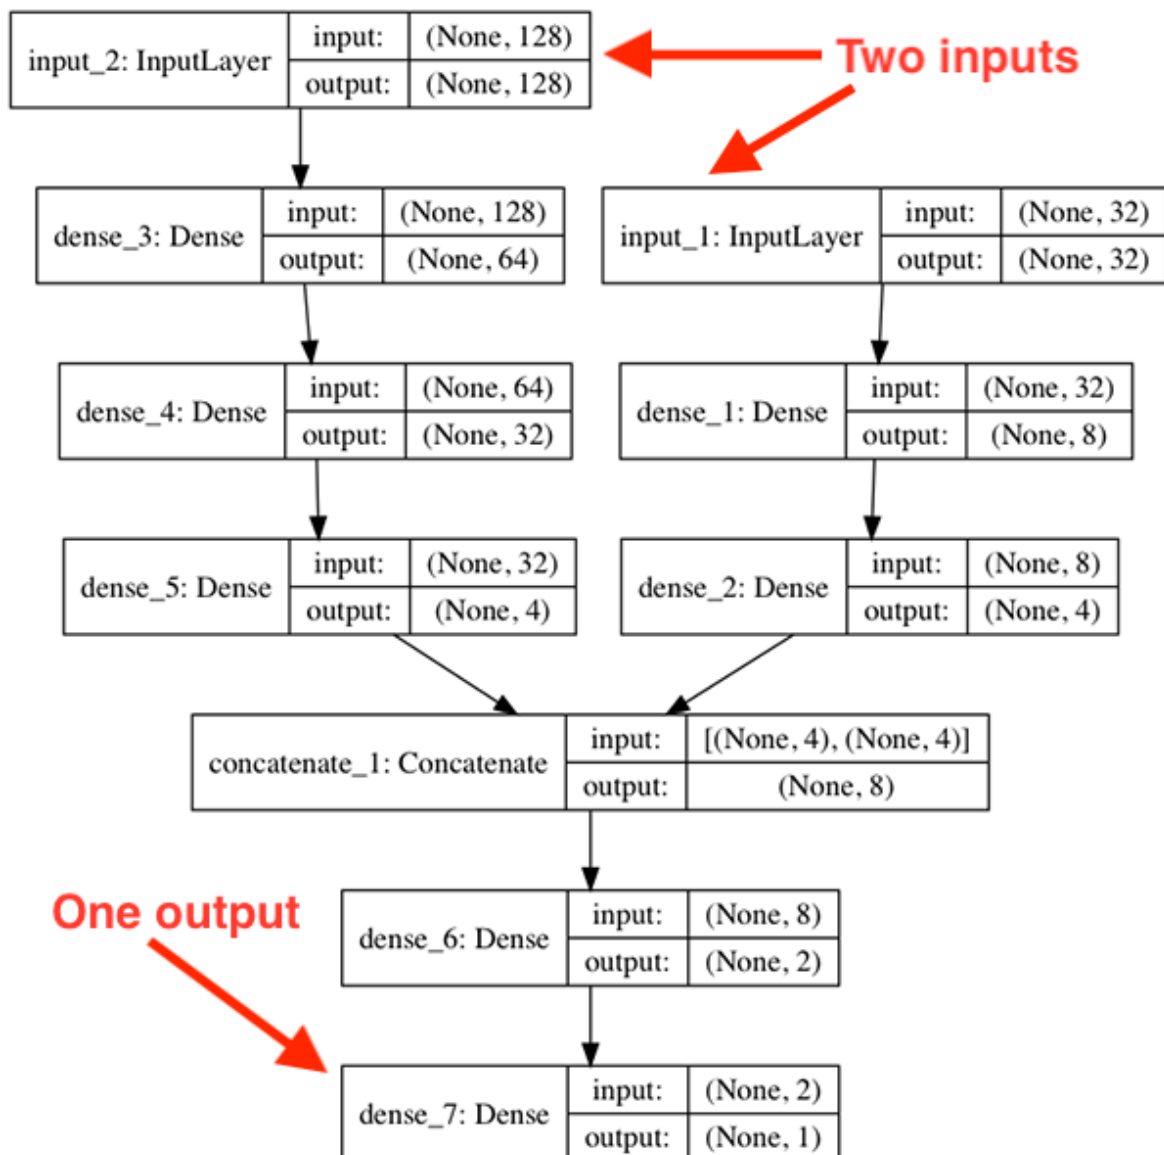 input_2: InputLayer
input: (None, 128)
output: (None, 128)
Two inputs
dense_3: Dense
input: (None, 128)
output: (None, 64)
input_1: InputLayer
input: (None, 32)
output: (None, 32)
dense_4: Dense
input: (None, 64)
output: (None, 32)
dense_1: Dense
input: (None, 32)
output: (None, 8)
dense_5: Dense
input: (None, 32)
output: (None, 4)
dense_2: Dense
input: (None, 8)
output: (None, 4)
concatenate_1: Concatenate
input: [(None, 4), (None, 4)]
output: (None, 8)
One output
dense_6: Dense
input: (None, 8)
output: (None, 2)
dense_7: Dense
input: (None, 2)
output: (None, 1)